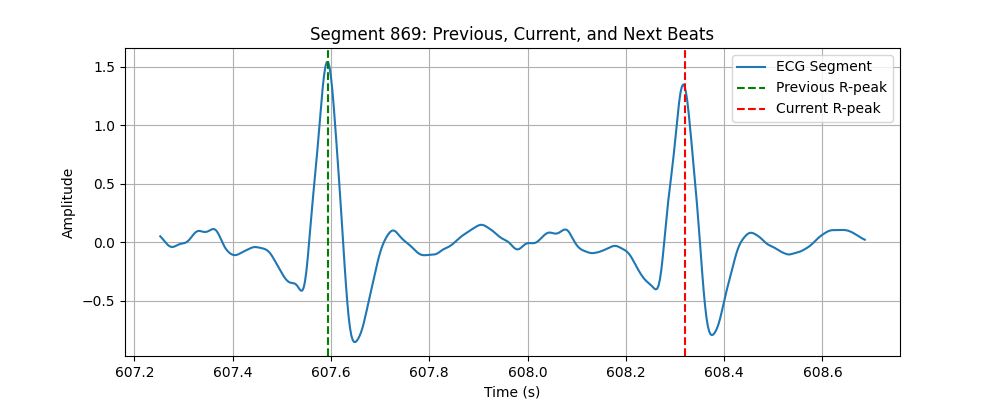 Segment 869: Previous, Current, and Next Beats
ECG Segment
Previous R-peak
Current R-peak
1.5
1.0
0.5
0.0
−0.5
Amplitude
607.2 607.4 607.6 607.8 608.0 608.2 608.4 608.6
Time (s)